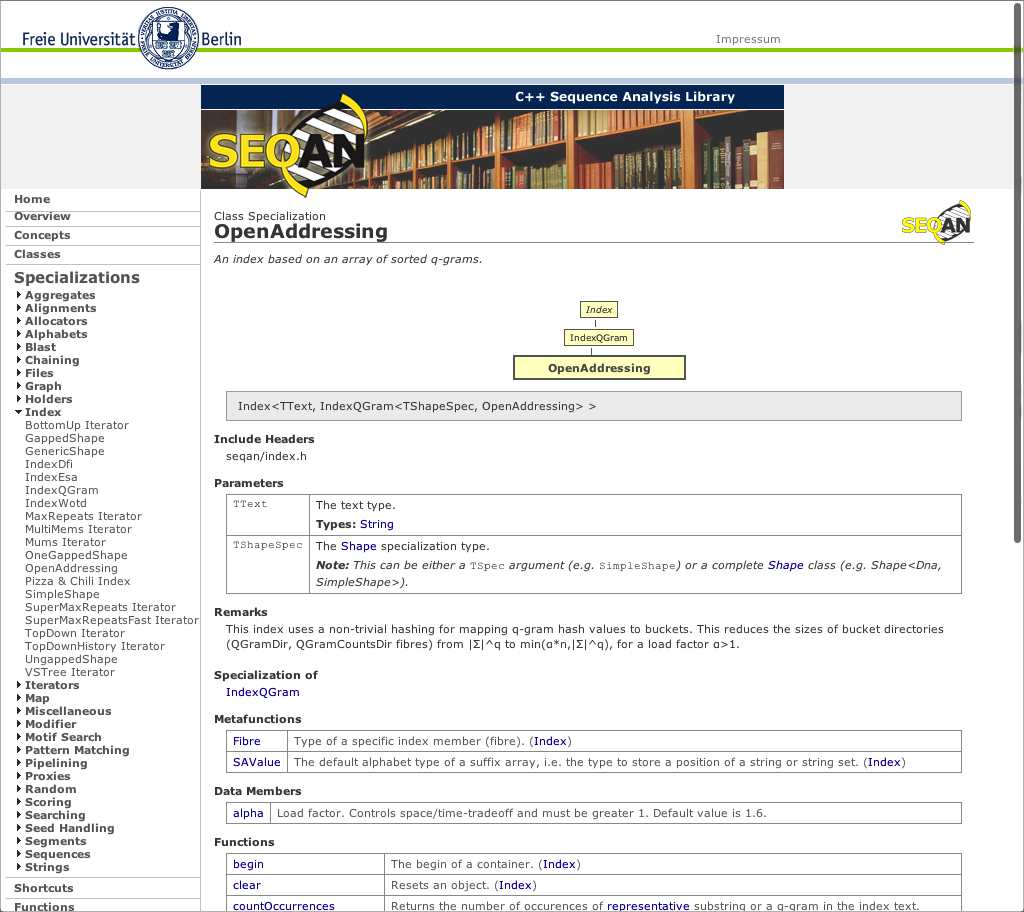 Freie Universität Berlin
Impressum
C++ Sequence Analysis Library
SEQAN
Home
Overview
Concepts
Classes
Specializations
Aggregates
Alignments
Allocators
Alphabets
Blast
Chaining
Files
Graph
Holders
Index
BottomUp Iterator
GappedShape
GenericShape
IndexDfi
IndexEsa
IndexQGram
IndexWotd
MaxRepeats Iterator
MultiMems Iterator
Mums Iterator
OneGappedShape
OpenAddressing
Pizza & Chili Index
SimpleShape
SuperMaxRepeats Iterator
SuperMaxRepeatsFast Iterator
TopDown Iterator
TopDownHistory Iterator
UngappedShape
VSTree Iterator
Iterators
Map
Miscellaneous
Modifier
Motif Search
Pattern Matching
Pipelining
Proxies
Random
Scoring
Searching
Seed Handling
Segments
Sequences
Strings
Shortcuts
Functions
Class Specialization
OpenAddressing
SEQAN
An index based on an array of sorted q-grams.
Index
IndexQGram
OpenAddressing
Index<TText, IndexQGram<TShapeSpec, OpenAddressing> >
Include Headers
seqan/index.h
Parameters
TText The text type.
Types: String
TShapeSpec The Shape specialization type.
Note: This can be either a TSpec argument (e.g. SimpleShape) or a complete Shape class (e.g. Shape<Dna,
SimpleShape>).
Remarks
This index uses a non-trivial hashing for mapping q-gram hash values to buckets. This reduces the sizes of bucket directories
(QGramDir, QGramCountsDir fibres) from |Σ|^q to min(α*n,|Σ|^q), for a load factor α>1.
Specialization of
IndexQGram
Metafunctions
Fibre Type of a specific index member (fibre). (Index)
SAValue The default alphabet type of a suffix array, i.e. the type to store a position of a string or string set. (Index)
Data Members
alpha Load factor. Controls space/time-tradeoff and must be greater 1. Default value is 1.6.
Functions
begin The begin of a container. (Index)
clear Resets an object. (Index)
countOccurrences Returns the number of occurences of representative substring or a q-gram in the index text.